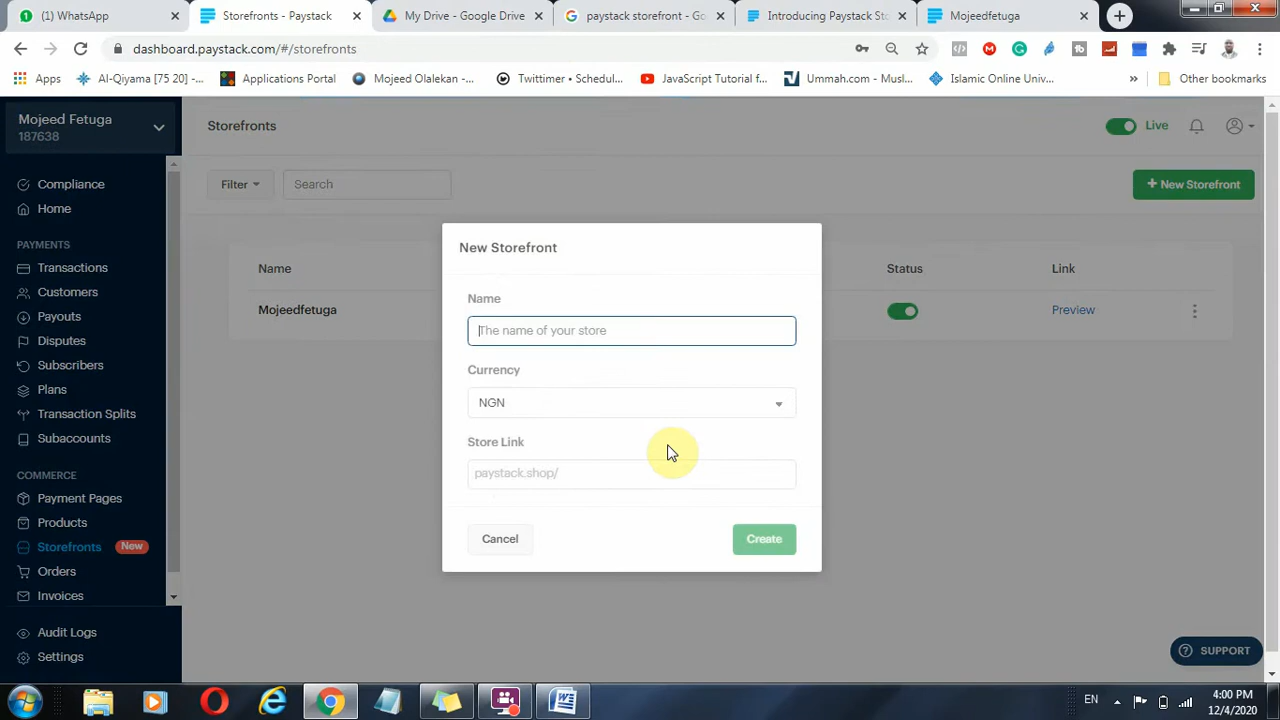 (1) WhatsApp
Storefronts - Paystack
My Drive - Google Drive
paystack storefront - Go
Introducing Paystack Sto
Mojeedfetuga
dashboard.paystack.com/#/storefronts
Apps
Al-Qiyama [75 20] -...
Applications Portal
Mojeed Olalekan -...
Twittimer • Schedul...
JavaScript Tutorial f...
Ummah.com - Musl...
Islamic Online Univ...
»
Other bookmarks
Mojeed Fetuga
187638
Storefronts
Live
Filter
Search
+ New Storefront
Compliance
Home
PAYMENTS
Transactions
Customers
Payouts
Disputes
Subscribers
Plans
Transaction Splits
Subaccounts
COMMERCE
Payment Pages
Products
Storefronts New
Orders
Invoices
Audit Logs
Settings
Name
Status
Link
Mojeedfetuga
Preview
New Storefront
Name
The name of your store
Currency
NGN
Store Link
paystack.shop/
Cancel
Create
SUPPORT
EN
4:00 PM
12/4/2020